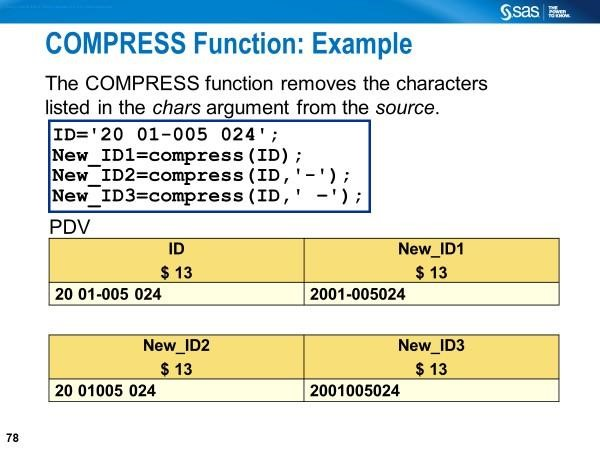 sas THE POWER TO KNOW.
COMPRESS Function: Example
The COMPRESS function removes the characters
listed in the chars argument from the source.
ID='20 01-005 024';
New_ID1=compress(ID);
New_ID2=compress(ID,'-');
New_ID3=compress(ID,' –');
PDV
ID New_ID1
$ 13 $ 13
20 01-005 024 2001-005024
New_ID2 New_ID3
$ 13 $ 13
20 01005 024 2001005024
78